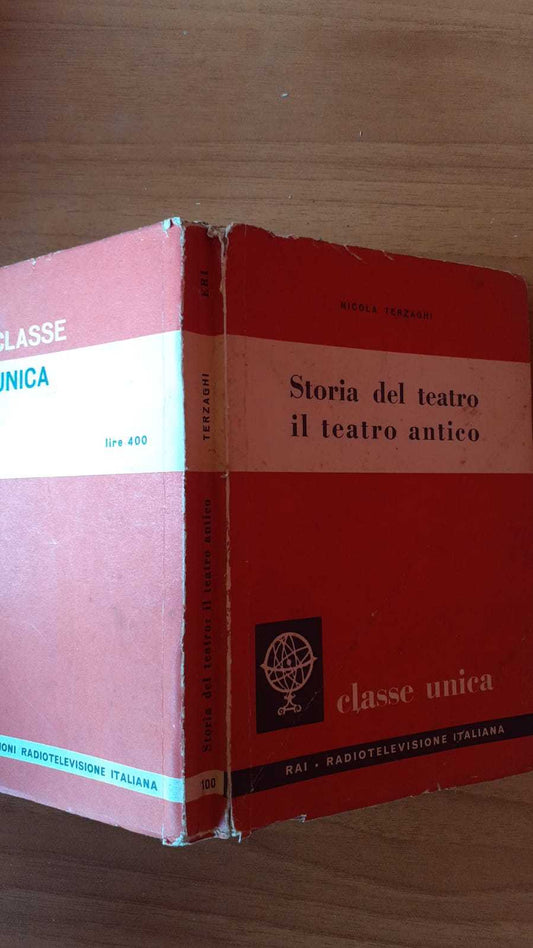 CLASSE
UNICA
lire 400
IONI RADIOTELEVISIONE ITALIANA
ERI
TERZAGHI
Storia del teatro: il teatro antico
100
NICOLA TERZAGHI
Storia del teatro
il teatro antico
classe unica
RAI - RADIOTELEVISIONE ITALIANA